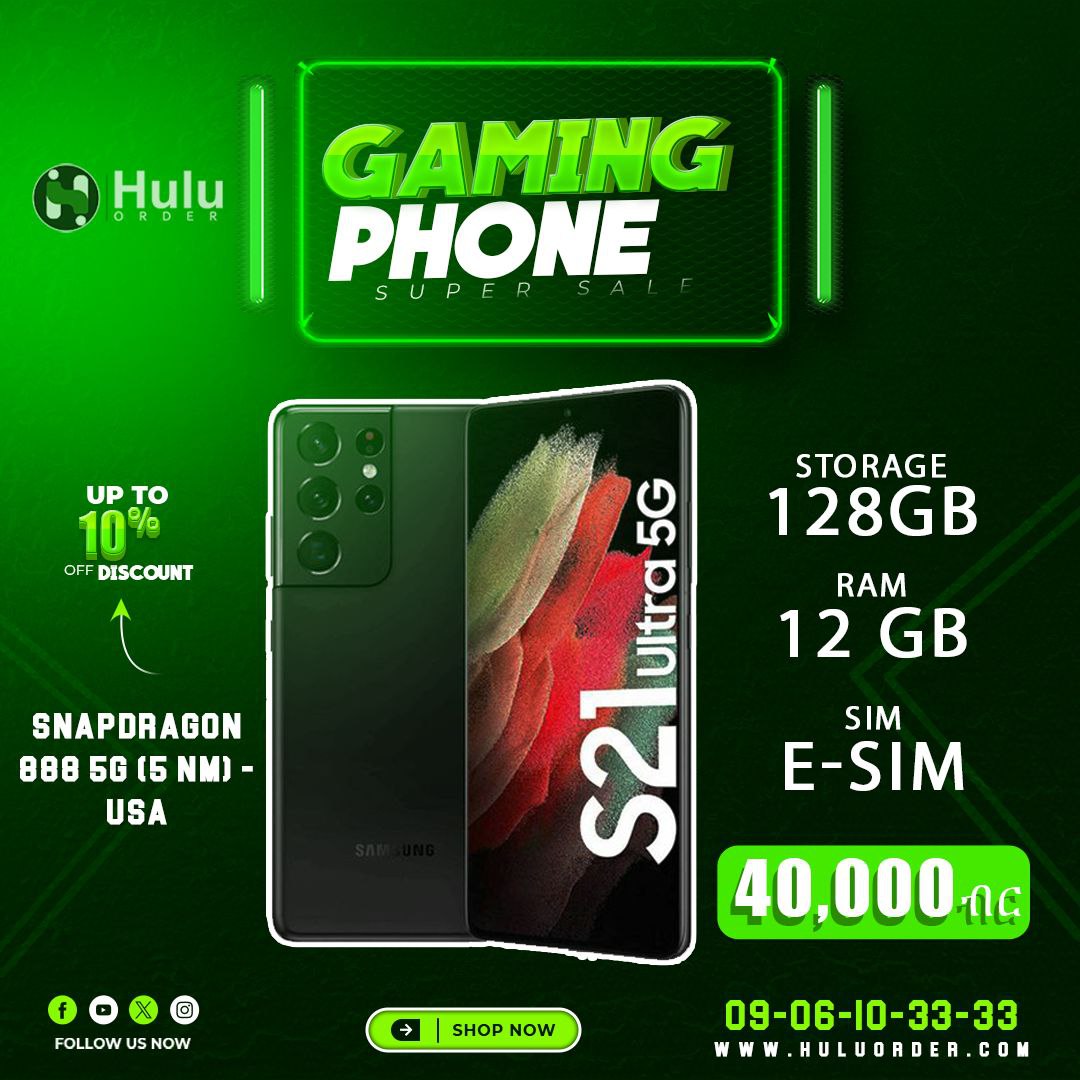 Hulu
ORDER
GAMING
PHONE
SUPER SALE
UP TO
10%
OFF DISCOUNT
SNAPDRAGON
888 5G (5 NM) -
USA
SAMSUNG
S21 Ultra 5G
STORAGE
128GB
RAM
12 GB
SIM
E-SIM
40,000 ብር
FOLLOW US NOW
SHOP NOW
09-06-10-33-33
WWW.HULUORDER.COM